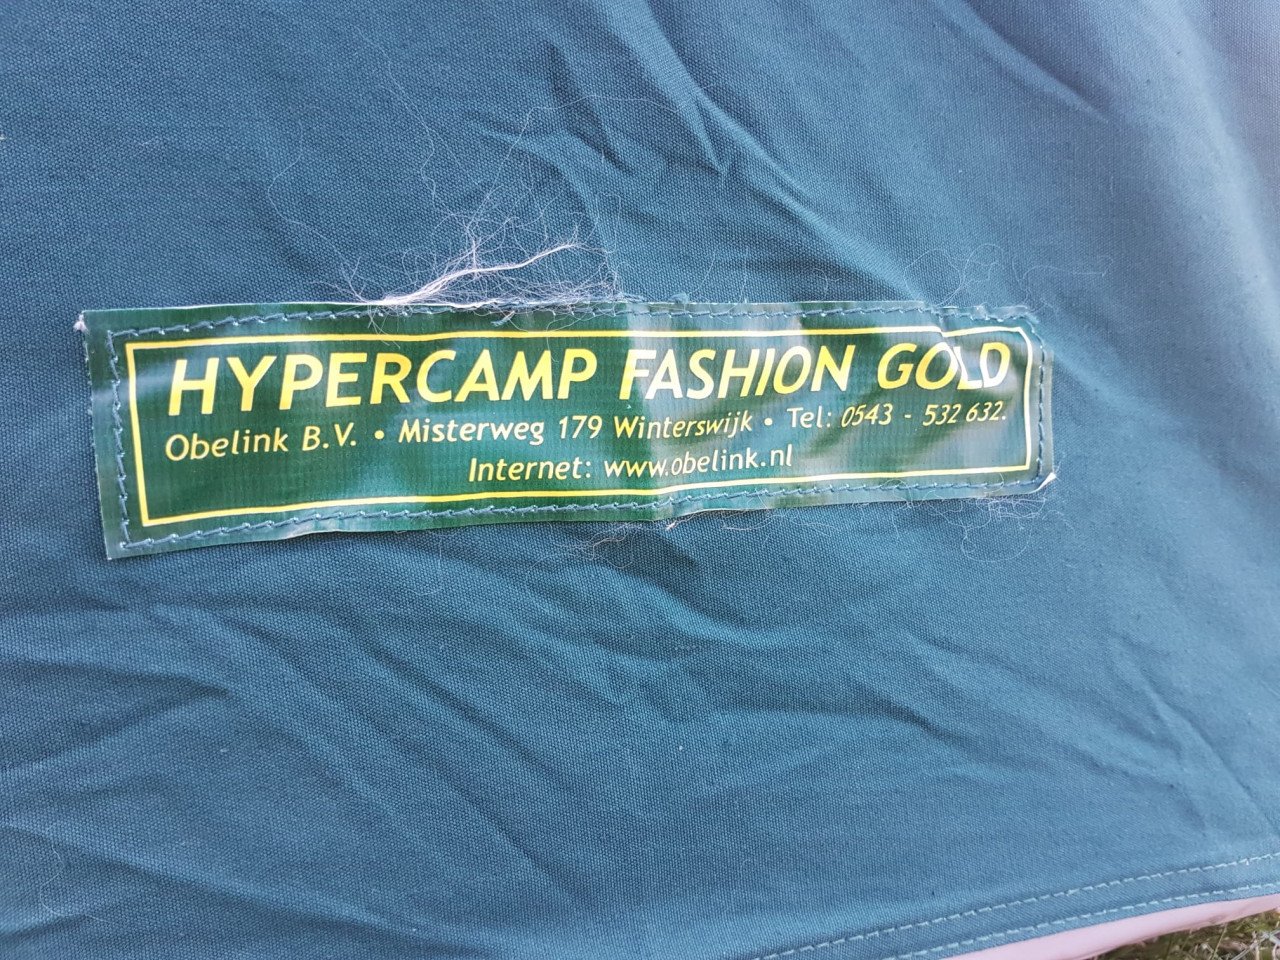 HYPERCAMP FASHION GOLD
Obelink B.V. • Misterweg 179 Winterswijk • Tel: 0543 - 532 632.
Internet: www.obelink.nl